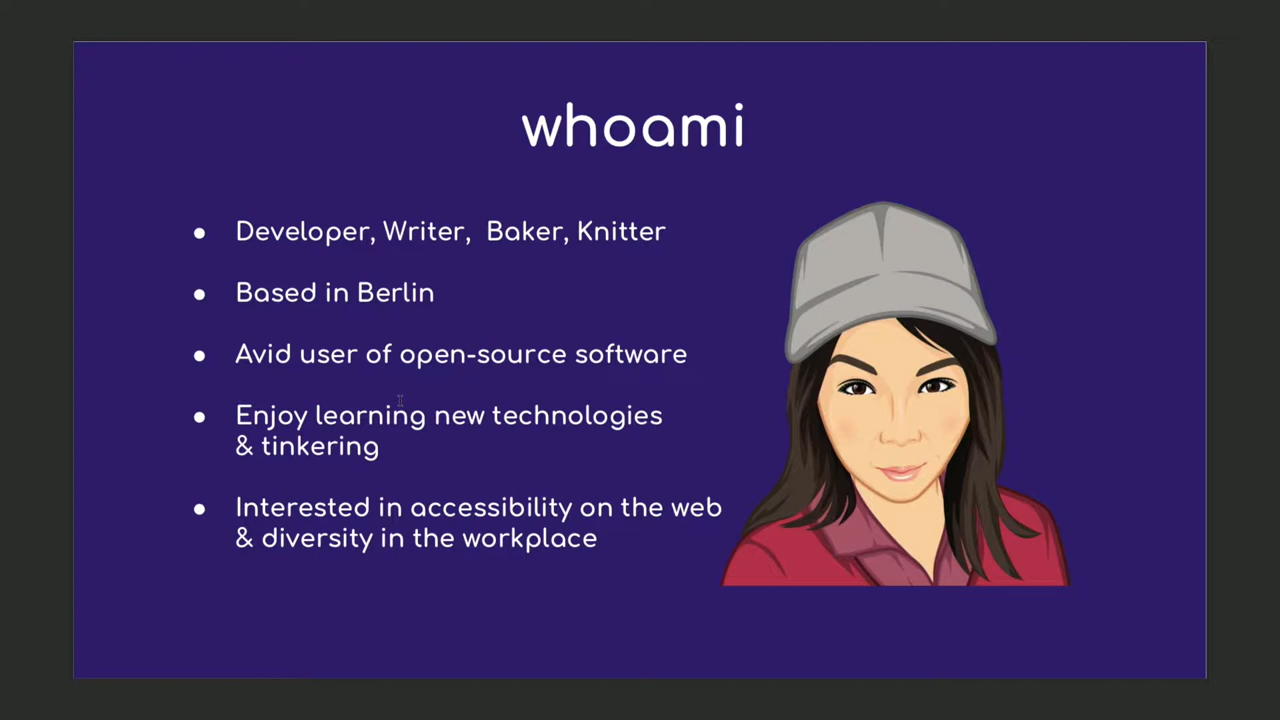 whoami
● Developer, Writer,  Baker, Knitter
● Based in Berlin
● Avid user of open-source software
● Enjoy learning new technologies
& tinkering
● Interested in accessibility on the web
& diversity in the workplace